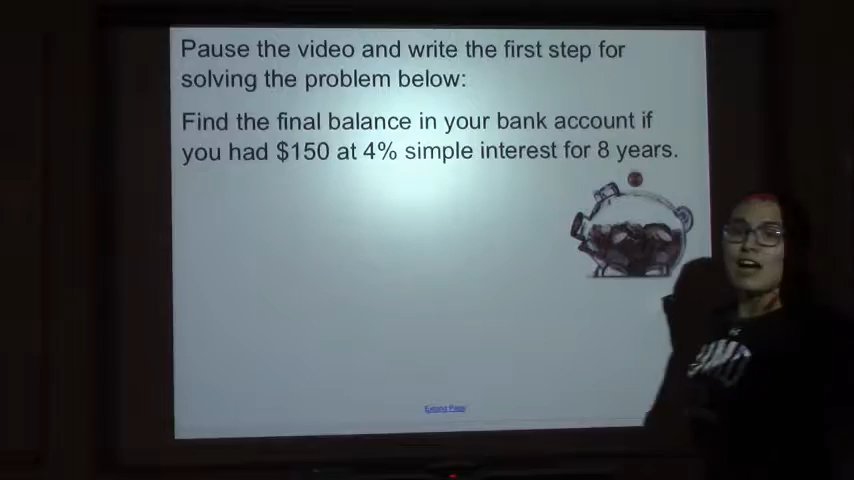 Pause the video and write the first step for
solving the problem below:
Find the final balance in your bank account if
you had $150 at 4% simple interest for 8 years.